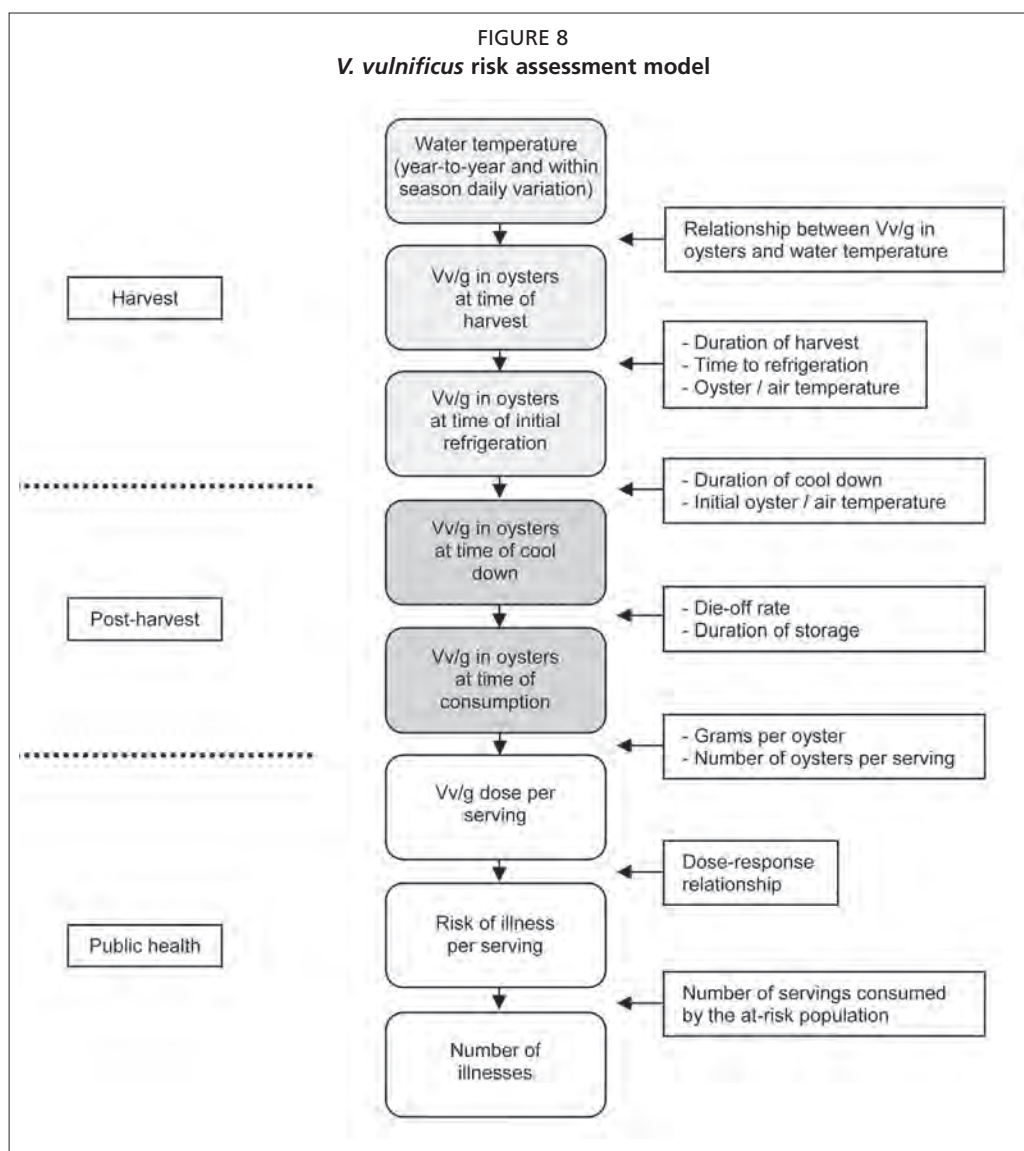 FIGURE 8
V. vulnificus risk assessment model
Water temperature
(year-to-year and within
season daily variation)
Relationship between Vv/g in
oysters and water temperature
Harvest
Vv/g in oysters
at time of
harvest
- Duration of harvest
- Time to refrigeration
- Oyster / air temperature
Vv/g in oysters
at time of initial
refrigeration
- Duration of cool down
- Initial oyster / air temperature
Vv/g in oysters
at time of cool
down
Post-harvest
- Die-off rate
- Duration of storage
Vv/g in oysters
at time of
consumption
- Grams per oyster
- Number of oysters per serving
Vv/g dose per
serving
Dose-response
relationship
Public health
Risk of illness
per serving
Number of servings consumed
by the at-risk population
Number of
illnesses